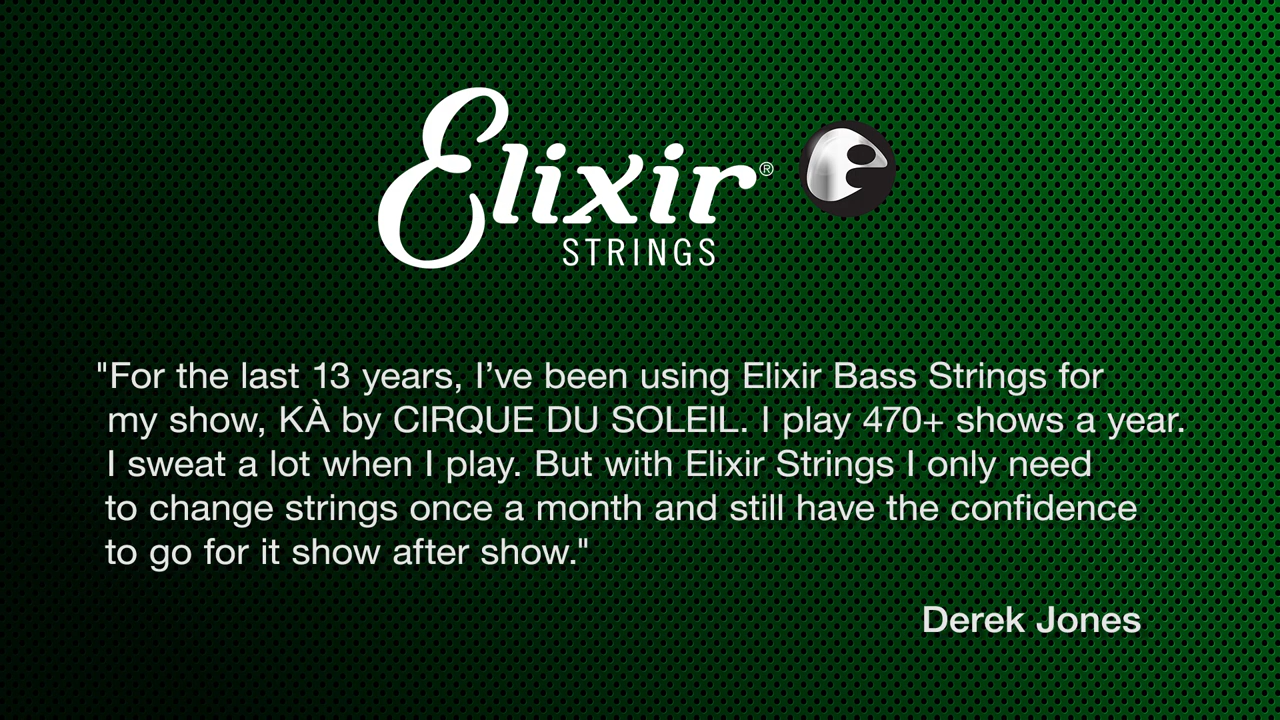 Elixir®
STRINGS
"For the last 13 years, I’ve been using Elixir Bass Strings for
my show, KÀ by CIRQUE DU SOLEIL. I play 470+ shows a year.
I sweat a lot when I play. But with Elixir Strings I only need
to change strings once a month and still have the confidence
to go for it show after show."
Derek Jones